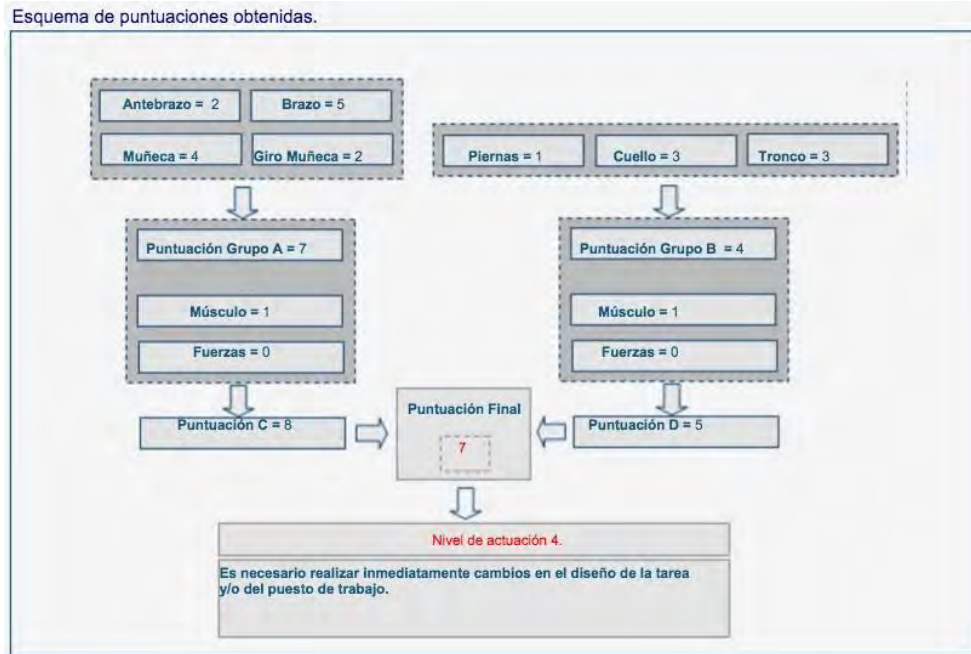 Esquema de puntuaciones obtenidas.
Antebrazo = 2
Brazo = 5
Muñeca = 4
Giro Muñeca = 2
Piernas = 1
Cuello = 3
Tronco = 3
Puntuación Grupo A = 7
Músculo = 1
Fuerzas = 0
Puntuación C = 8
Puntuación Grupo B = 4
Músculo = 1
Fuerzas = 0
Puntuación D = 5
Puntuación Final
7
Nivel de actuación 4.
Es necesario realizar inmediatamente cambios en el diseño de la tarea
y/o del puesto de trabajo.